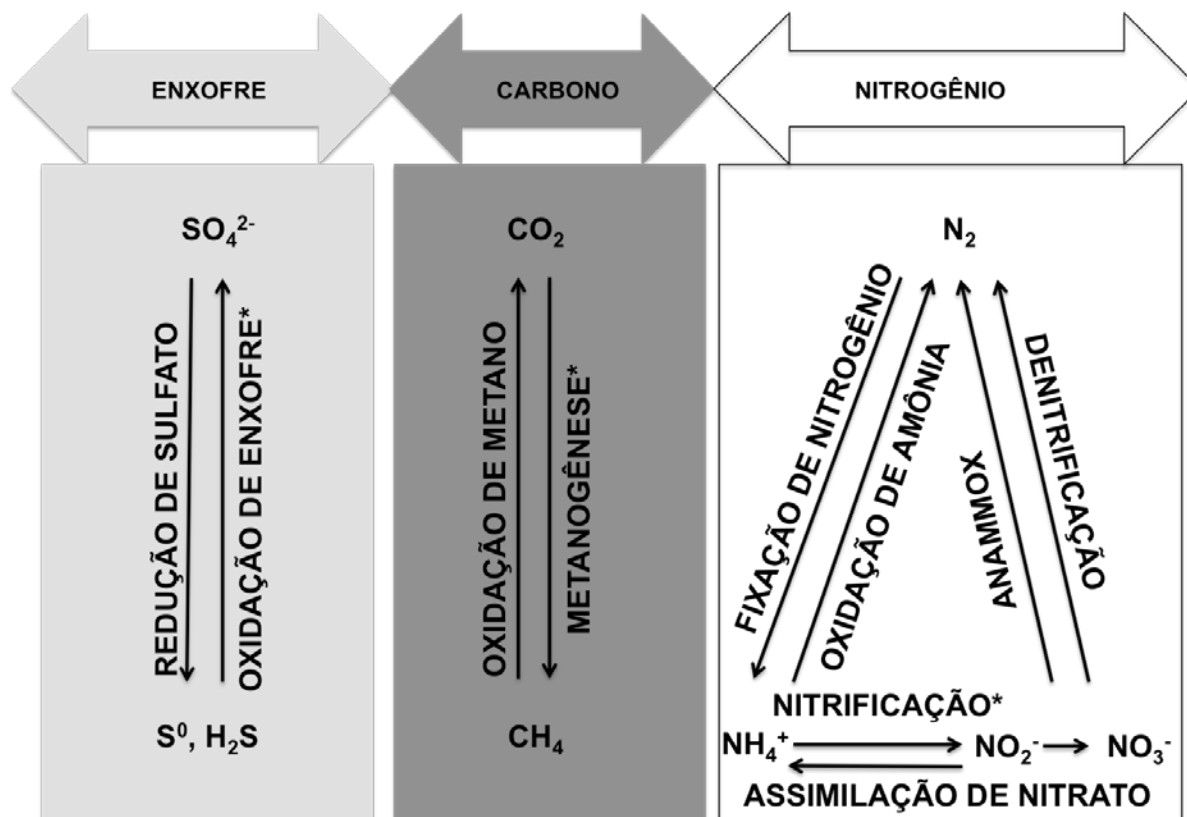 ENXOFRE
CARBONO
NITROGÊNIO
SO₄²⁻
REDUÇÃO DE SULFATO
OXIDAÇÃO DE ENXOFRE*
S⁰, H₂S
CO₂
OXIDAÇÃO DE METANO
METANOGÊNESE*
CH₄
N₂
FIXAÇÃO DE NITROGÊNIO
OXIDAÇÃO DE AMÔNIA
ANAMMOX
DENITRIFICAÇÃO
NITRIFICAÇÃO*
NH₄⁺
NO₂⁻
NO₃⁻
ASSIMILAÇÃO DE NITRATO